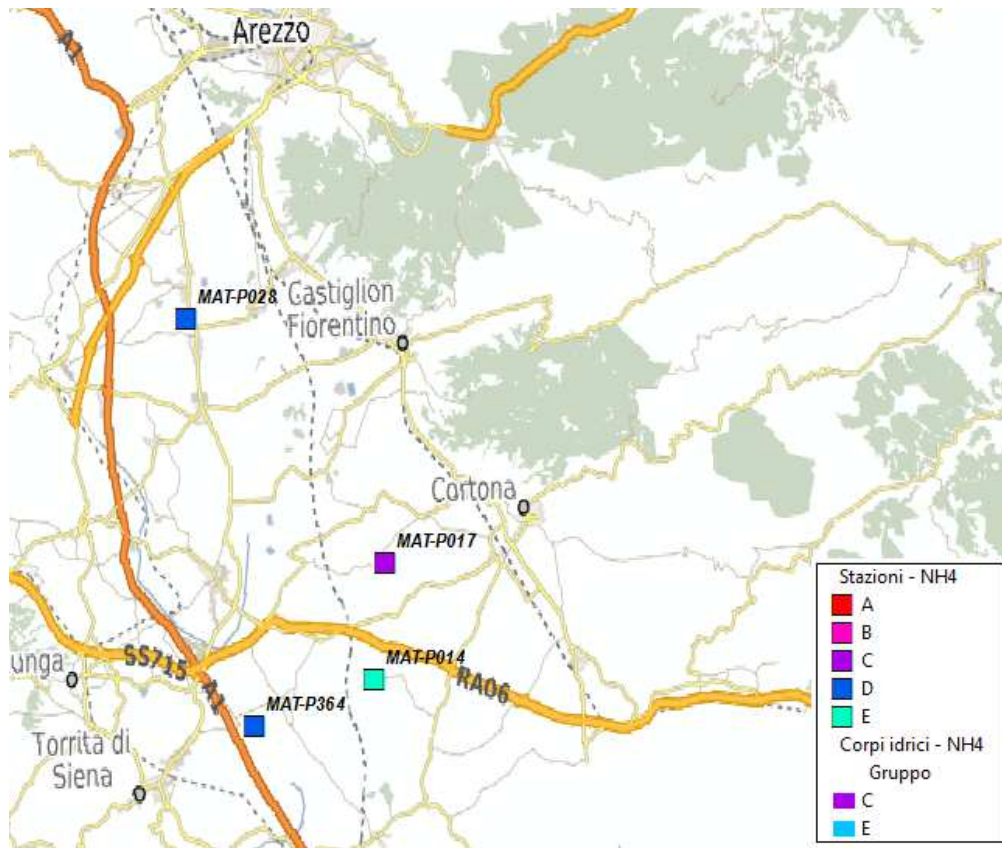 Arezzo
A1
MAT-P028
Castiglion
Fiorentino
Cortona
MAT-P017
MAT-P014
SS715
A1
RA06
unga
MAT-P364
Torrita di
Siena
Stazioni - NH4
A
B
C
D
E
Corpi idrici - NH4
Gruppo
C
E